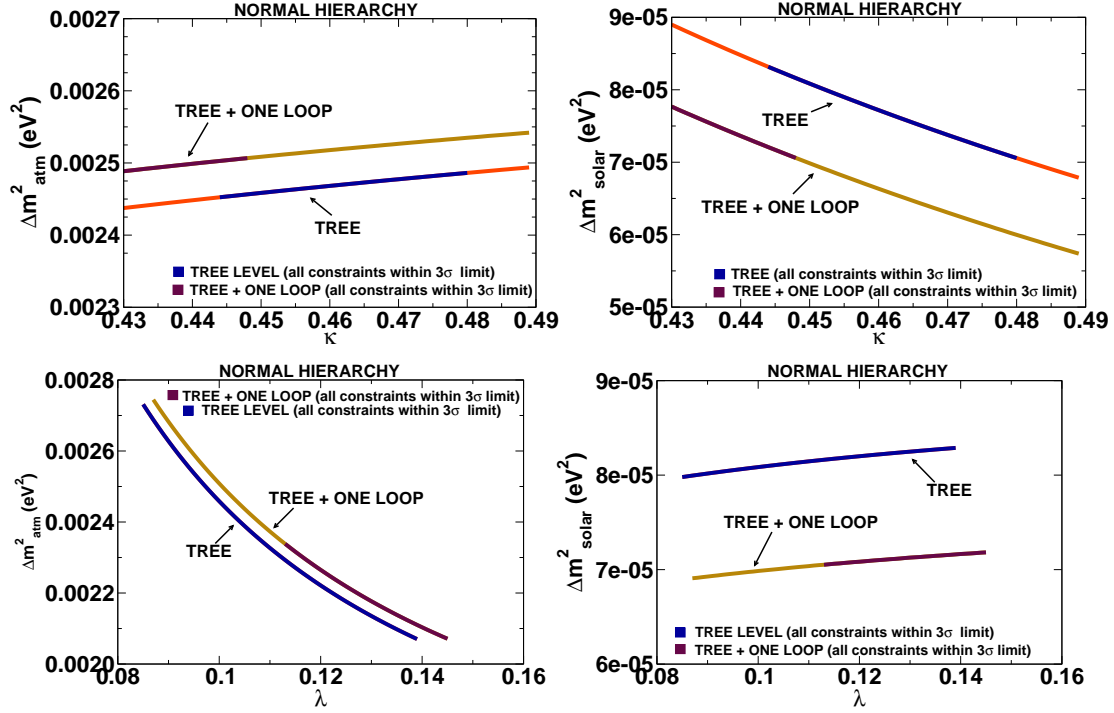 NORMAL HIERARCHY
0.0027
0.0026
0.0025
0.0024
0.0023
Δm²atm (eV²)
TREE + ONE LOOP
TREE
TREE LEVEL (all constraints within 3σ limit)
TREE + ONE LOOP (all constraints within 3σ limit)
0.43 0.44 0.45 0.46 0.47 0.48 0.49
κ
NORMAL HIERARCHY
9e-05
8e-05
7e-05
6e-05
5e-05
Δm²solar (eV²)
TREE
TREE + ONE LOOP
TREE (all constraints within 3σ limit)
TREE + ONE LOOP (all constraints within 3σ limit)
0.43 0.44 0.45 0.46 0.47 0.48 0.49
κ
NORMAL HIERARCHY
TREE + ONE LOOP (all constraints within 3σ limit)
TREE LEVEL (all constraints within 3σ limit)
0.0028
0.0026
0.0024
0.0022
0.0020
Δm²atm (eV²)
TREE + ONE LOOP
TREE
0.08 0.1 0.12 0.14 0.16
λ
NORMAL HIERARCHY
9e-05
8e-05
7e-05
6e-05
Δm²solar (eV²)
TREE
TREE + ONE LOOP
TREE LEVEL (all constraints within 3σ limit)
TREE + ONE LOOP (all constraints within 3σ limit)
0.08 0.1 0.12 0.14 0.16
λ